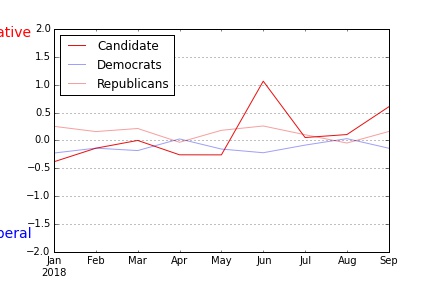 2.0
ative
Candidate
1.5
Democrats
1.0
Republicans
0.5
0.0
−0.5
−1.0
−1.5
beral
−2.0
Jan Feb Mar Apr May Jun Jul Aug Sep
2018